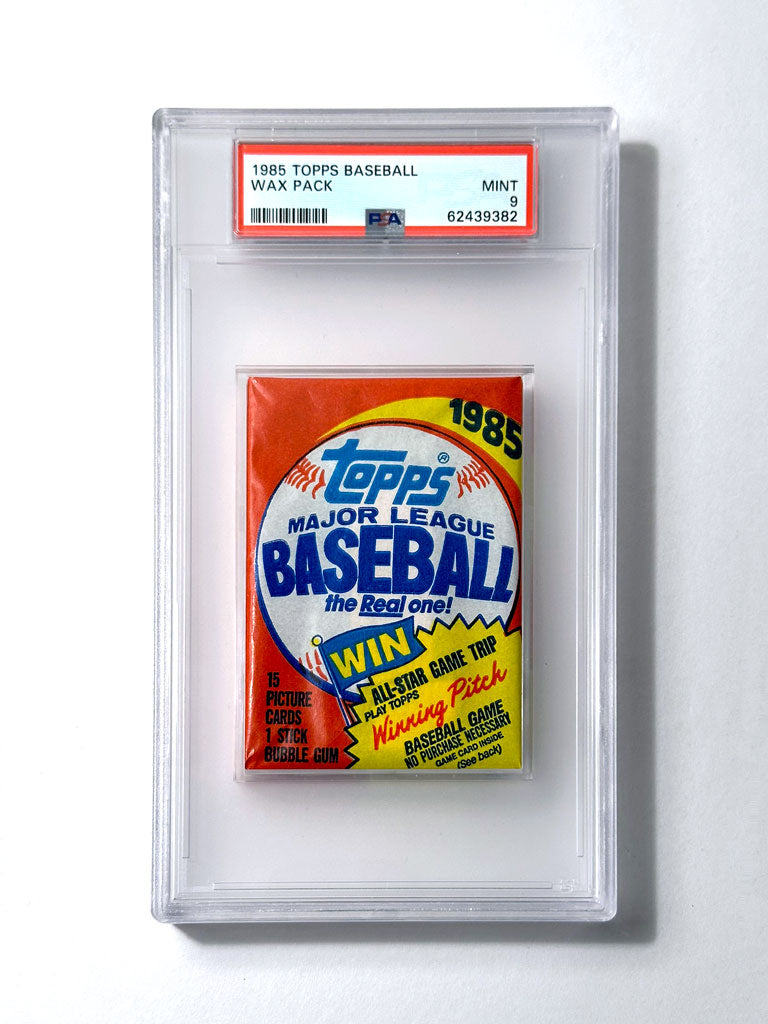 1985 TOPPS BASEBALL
WAX PACK MINT
9
PSA 62439382
1985
Topps®
MAJOR LEAGUE
BASEBALL
the Real one!
WIN
ALL-STAR GAME TRIP
PLAY TOPPS
Winning Pitch
BASEBALL GAME
NO PURCHASE NECESSARY
GAME CARD INSIDE
(See back)
15
PICTURE
CARDS
1 STICK
BUBBLE GUM